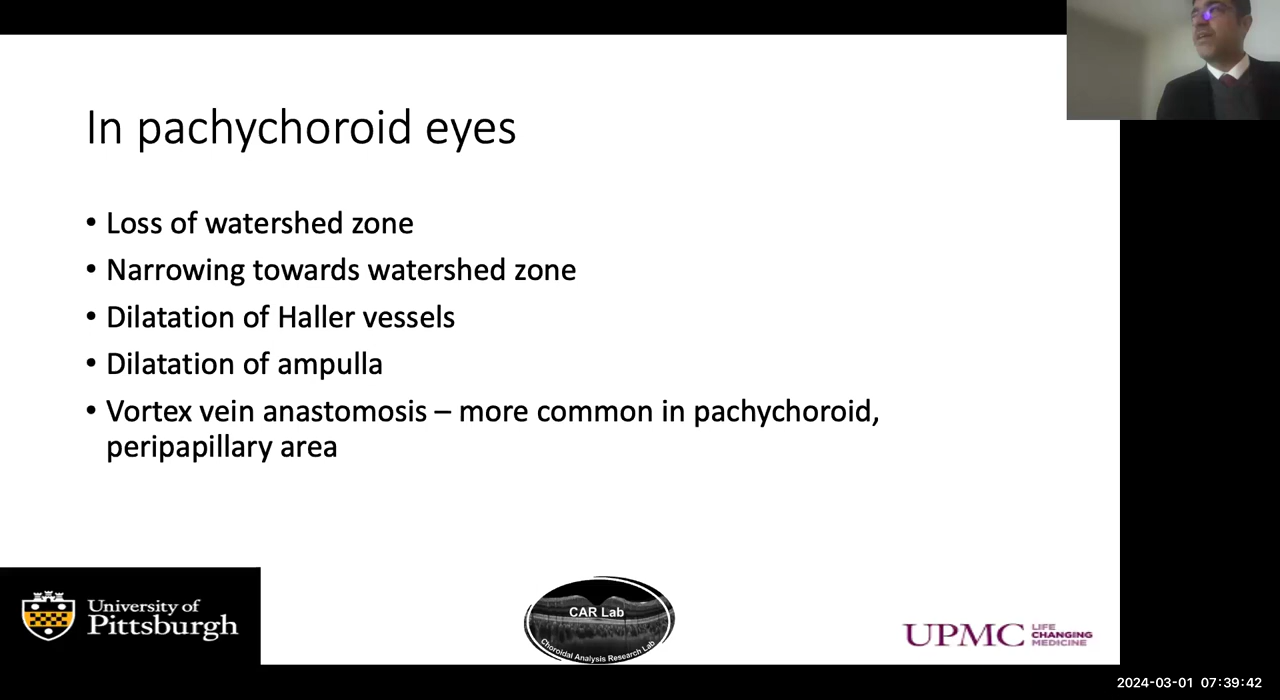 In pachychoroid eyes
• Loss of watershed zone
• Narrowing towards watershed zone
• Dilatation of Haller vessels
• Dilatation of ampulla
• Vortex vein anastomosis – more common in pachychoroid,
peripapillary area
University of
Pittsburgh
CAR Lab
Choroidal Analysis Research Lab
UPMC LIFE
CHANGING
MEDICINE
2024-03-01 07:39:42